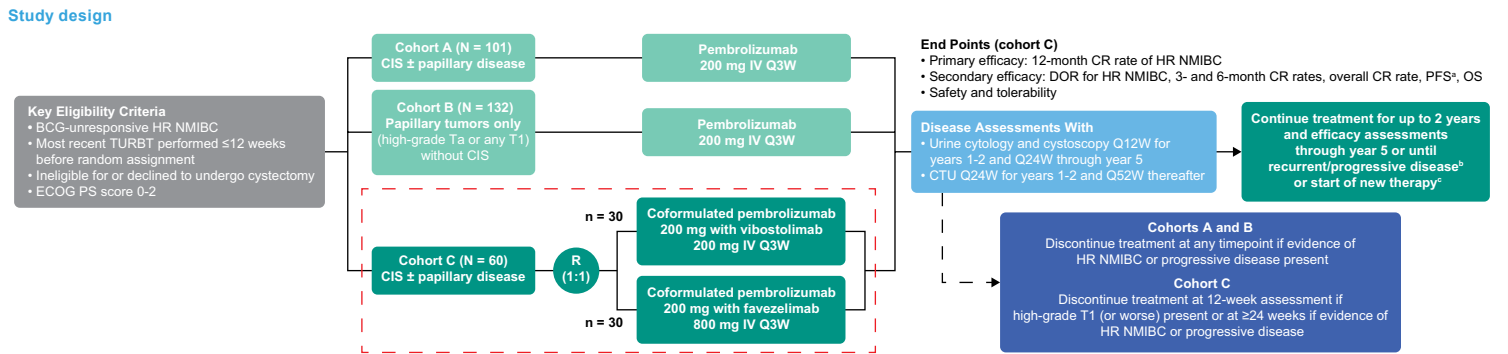 Study design
Key Eligibility Criteria
• BCG-unresponsive HR NMIBC
• Most recent TURBT performed ≤12 weeks
before random assignment
• Ineligible for or declined to undergo cystectomy
• ECOG PS score 0-2
Cohort A (N = 101)
CIS ± papillary disease
Pembrolizumab
200 mg IV Q3W
Cohort B (N = 132)
Papillary tumors only
(high-grade Ta or any T1)
without CIS
Pembrolizumab
200 mg IV Q3W
Cohort C (N = 60)
CIS ± papillary disease
R
(1:1)
n = 30
Coformulated pembrolizumab
200 mg with vibostolimab
200 mg IV Q3W
n = 30
Coformulated pembrolizumab
200 mg with favezelimab
800 mg IV Q3W
End Points (cohort C)
• Primary efficacy: 12-month CR rate of HR NMIBC
• Secondary efficacy: DOR for HR NMIBC, 3- and 6-month CR rates, overall CR rate, PFSᵃ, OS
• Safety and tolerability
Disease Assessments With
• Urine cytology and cystoscopy Q12W for
years 1-2 and Q24W through year 5
• CTU Q24W for years 1-2 and Q52W thereafter
Continue treatment for up to 2 years
and efficacy assessments
through year 5 or until
recurrent/progressive diseaseᵇ
or start of new therapyᶜ
Cohorts A and B
Discontinue treatment at any timepoint if evidence of
HR NMIBC or progressive disease present
Cohort C
Discontinue treatment at 12-week assessment if
high-grade T1 (or worse) present or at ≥24 weeks if evidence of
HR NMIBC or progressive disease